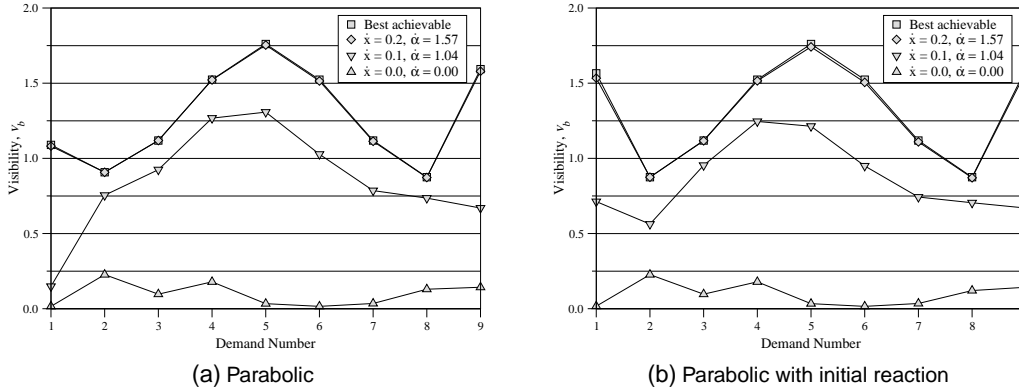 2.0
1.5
1.0
0.5
0.0
Visibility, v_b
Best achievable
ẋ = 0.2, α̇ = 1.57
ẋ = 0.1, α̇ = 1.04
ẋ = 0.0, α̇ = 0.00
1 2 3 4 5 6 7 8 9
Demand Number
(a) Parabolic
2.0
1.5
1.0
0.5
0.0
Visibility, v_b
Best achievable
ẋ = 0.2, α̇ = 1.57
ẋ = 0.1, α̇ = 1.04
ẋ = 0.0, α̇ = 0.00
1 2 3 4 5 6 7 8
Demand Number
(b) Parabolic with initial reaction